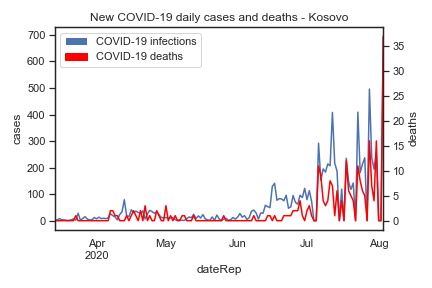 New COVID-19 daily cases and deaths - Kosovo
COVID-19 infections
COVID-19 deaths
700
600
500
400
300
200
100
0
cases
35
30
25
20
15
10
5
0
deaths
Apr
2020
May
Jun
Jul
Aug
dateRep